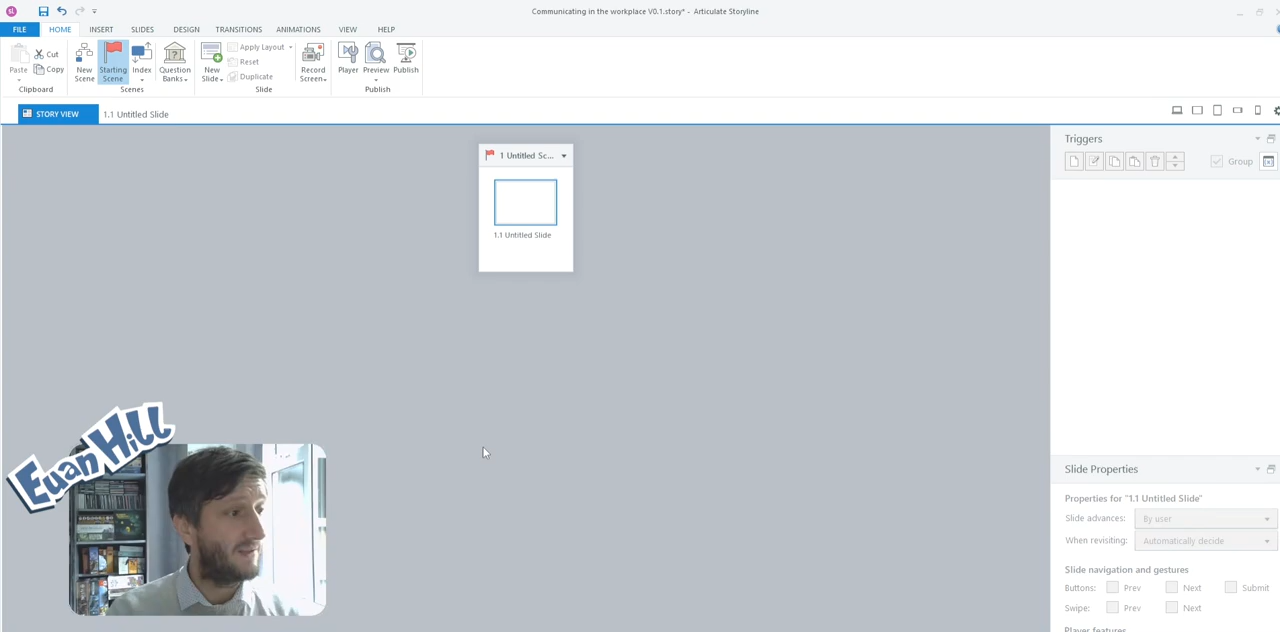 Communicating in the workplace V0.1.story* - Articulate Storyline
FILE HOME INSERT SLIDES DESIGN TRANSITIONS ANIMATIONS VIEW HELP
Paste Cut Copy
Clipboard
New Scene Starting Scene Index Question Banks
Scenes
New Slide Apply Layout Reset Duplicate
Slide
Record Screen
Player Preview Publish
Publish
STORY VIEW 1.1 Untitled Slide
1 Untitled Sc...
1.1 Untitled Slide
Triggers
Group
Slide Properties
Properties for "1.1 Untitled Slide"
Slide advances: By user
When revisiting: Automatically decide
Slide navigation and gestures
Buttons: Prev Next Submit
Swipe: Prev Next
Player features
Euan Hill